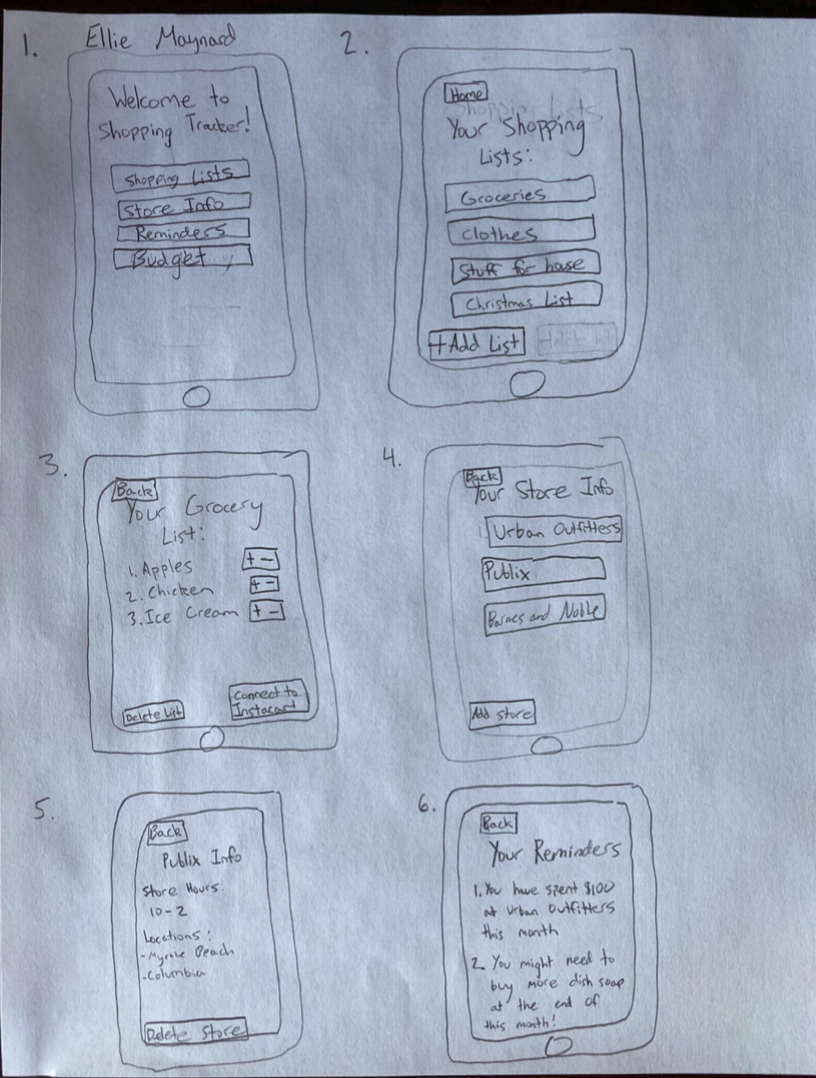 1. Ellie Maynard
Welcome to
Shopping Tracker!
Shopping Lists
Store Info
Reminders
Budget
2.
Home
Shopping Lists
Your Shopping
Lists:
Groceries
Clothes
Stuff for house
Christmas List
+Add List
3.
Back
Your Grocery
List:
1. Apples + -
2. Chicken + -
3. Ice Cream + -
Delete List
Connect to
Instacart
4.
Back
Your Store Info
Urban Outfitters
Publix
Barnes and Noble
Add store
5.
Back
Publix Info
Store Hours:
10-2
Locations:
-Myrtle Beach
-Columbia
Delete Store
6.
Back
Your Reminders
1. You have spent $100
at Urban Outfitters
this month
2. You might need to
buy more dish soap
at the end of
this month!